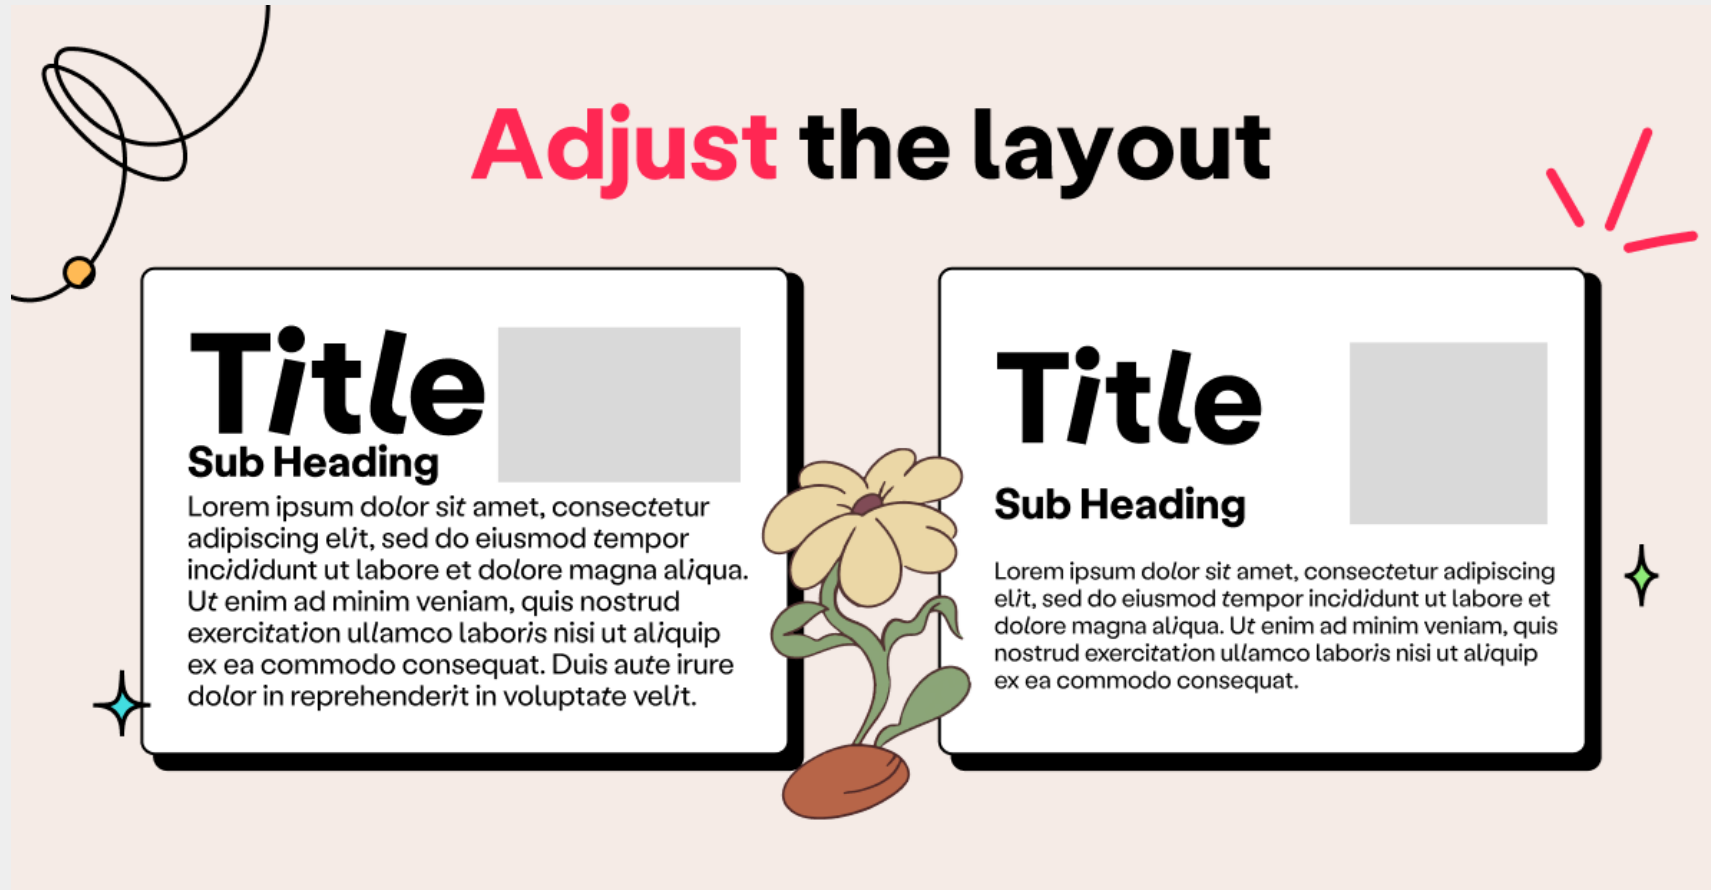 Adjust the layout
Title
Sub Heading
Lorem ipsum dolor sit amet, consectetur
adipiscing elit, sed do eiusmod tempor
incididunt ut labore et dolore magna aliqua.
Ut enim ad minim veniam, quis nostrud
exercitation ullamco laboris nisi ut aliquip
ex ea commodo consequat. Duis aute irure
dolor in reprehenderit in voluptate velit.
Title
Sub Heading
Lorem ipsum dolor sit amet, consectetur adipiscing
elit, sed do eiusmod tempor incididunt ut labore et
dolore magna aliqua. Ut enim ad minim veniam, quis
nostrud exercitation ullamco laboris nisi ut aliquip
ex ea commodo consequat.